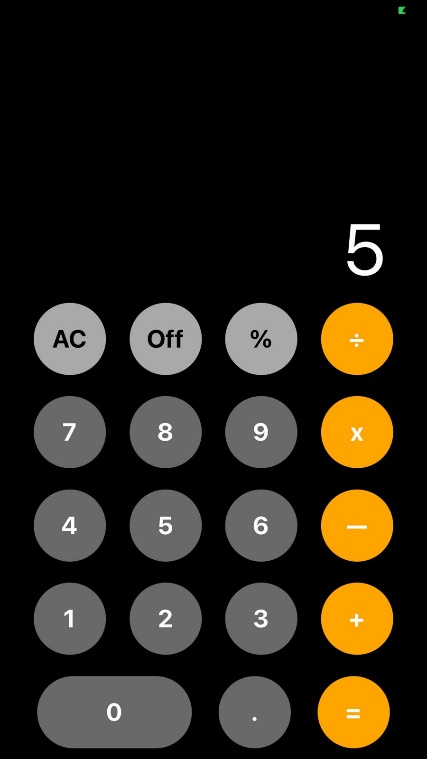 5
AC Off % ÷
7 8 9 x
4 5 6 —
1 2 3 +
0 . =